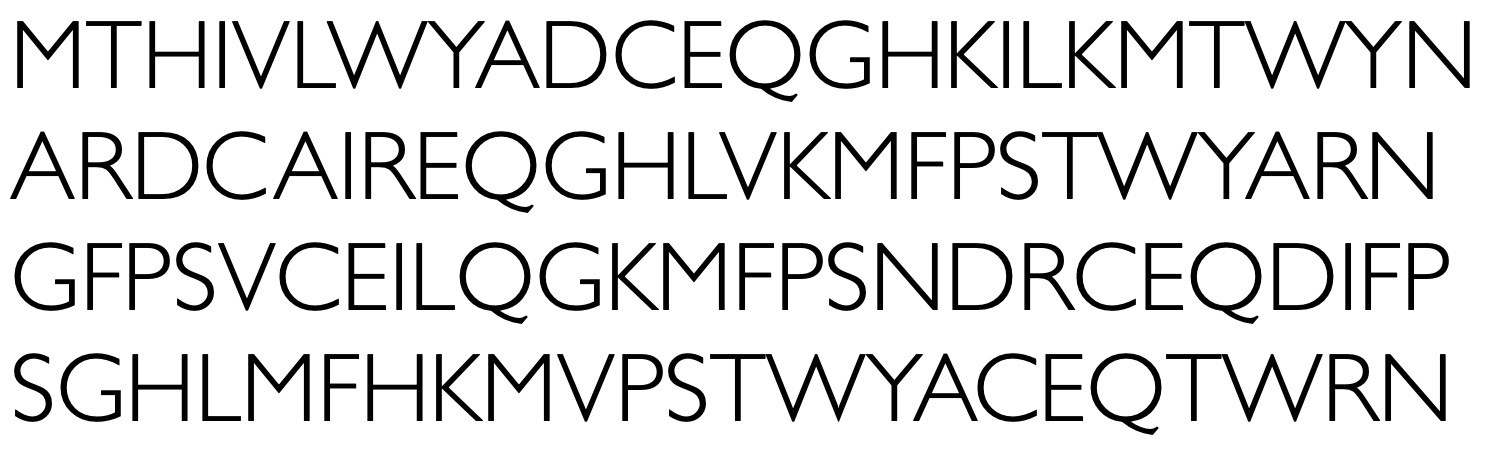 MTHIVLWYADCEQGHKILKMTWYN
ARDCAIREQGHLVKMFPSTWYARN
GFPSVCEILQGKMFPSNDRCEQDIFP
SGHLMFHKMVPSTWYACEQTWRN